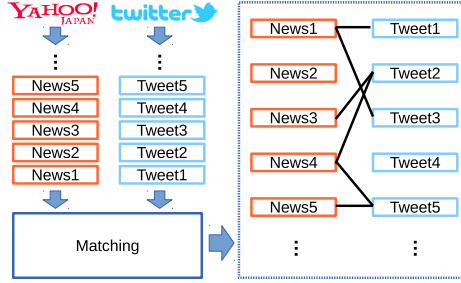 YAHOO!
JAPAN
twitter
⋮ ⋮
News5 Tweet5
News4 Tweet4
News3 Tweet3
News2 Tweet2
News1 Tweet1
Matching
News1 Tweet1
News2 Tweet2
News3 Tweet3
News4 Tweet4
News5 Tweet5
⋮ ⋮